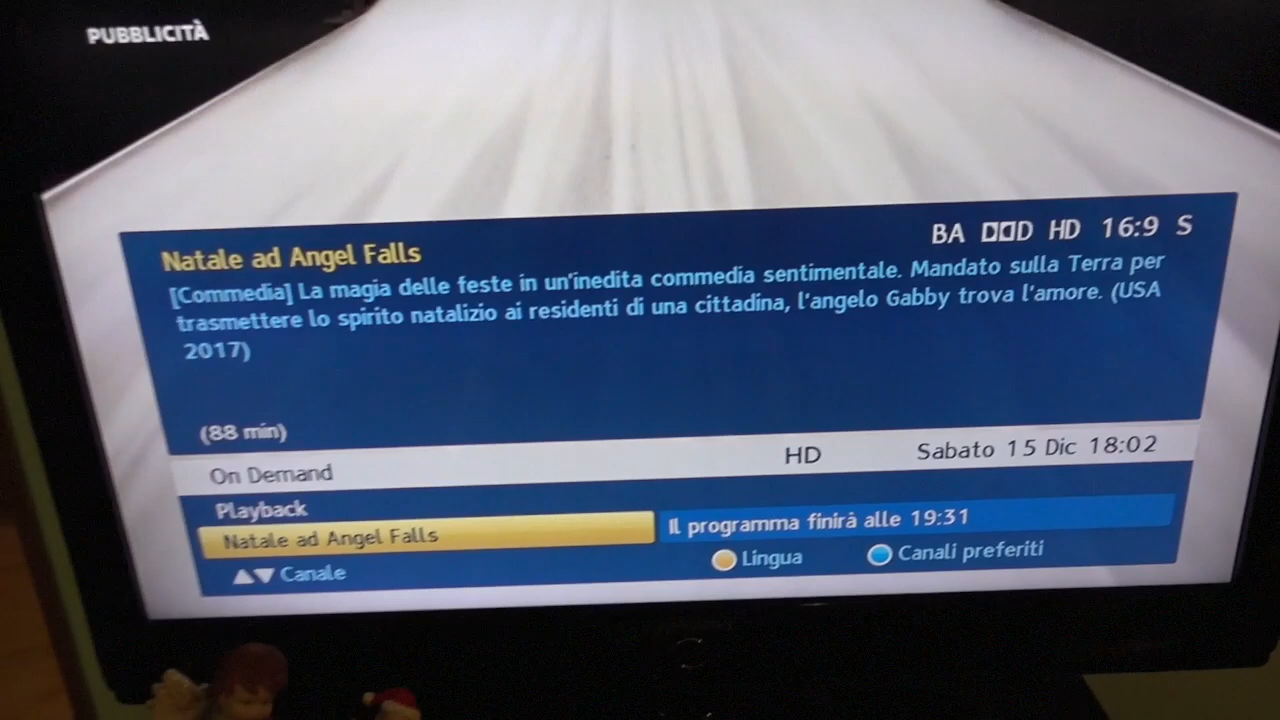 PUBBLICITÀ
Natale ad Angel Falls
BA DD HD 16:9 S
[Commedia] La magia delle feste in un'inedita commedia sentimentale. Mandato sulla Terra per
trasmettere lo spirito natalizio ai residenti di una cittadina, l'angelo Gabby trova l'amore. (USA
2017)
(88 min)
On Demand HD Sabato 15 Dic 18:02
Playback
Natale ad Angel Falls Il programma finirà alle 19:31
▲▼ Canale Lingua Canali preferiti